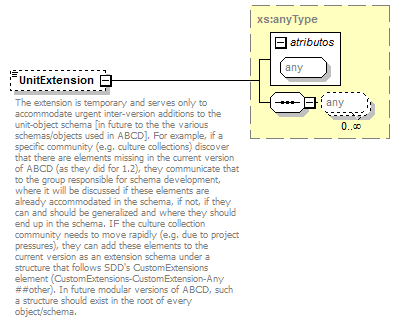 xs:anyType
atributos
any
UnitExtension
any
0..∞
The extension is temporary and serves only to
accommodate urgent inter-version additions to the
unit-object schema [in future to the the various
schemas/objects used in ABCD]. For example, if a
specific community (e.g. culture collections) discover
that there are elements missing in the current version
of ABCD (as they did for 1.2), they communicate that
to the group responsible for schema development,
where it will be discussed if these elements are
already accommodated in the schema, if not, if they
can and should be generalized and where they should
end up in the schema. IF the culture collection
community needs to move rapidly (e.g. due to project
pressures), they can add these elements to the
current version as an extension schema under a
structure that follows SDD's CustomExtensions
element (CustomExtensions-CustomExtension-Any
##other). In future modular versions of ABCD, such
a structure should exist in the root of every
object/schema.